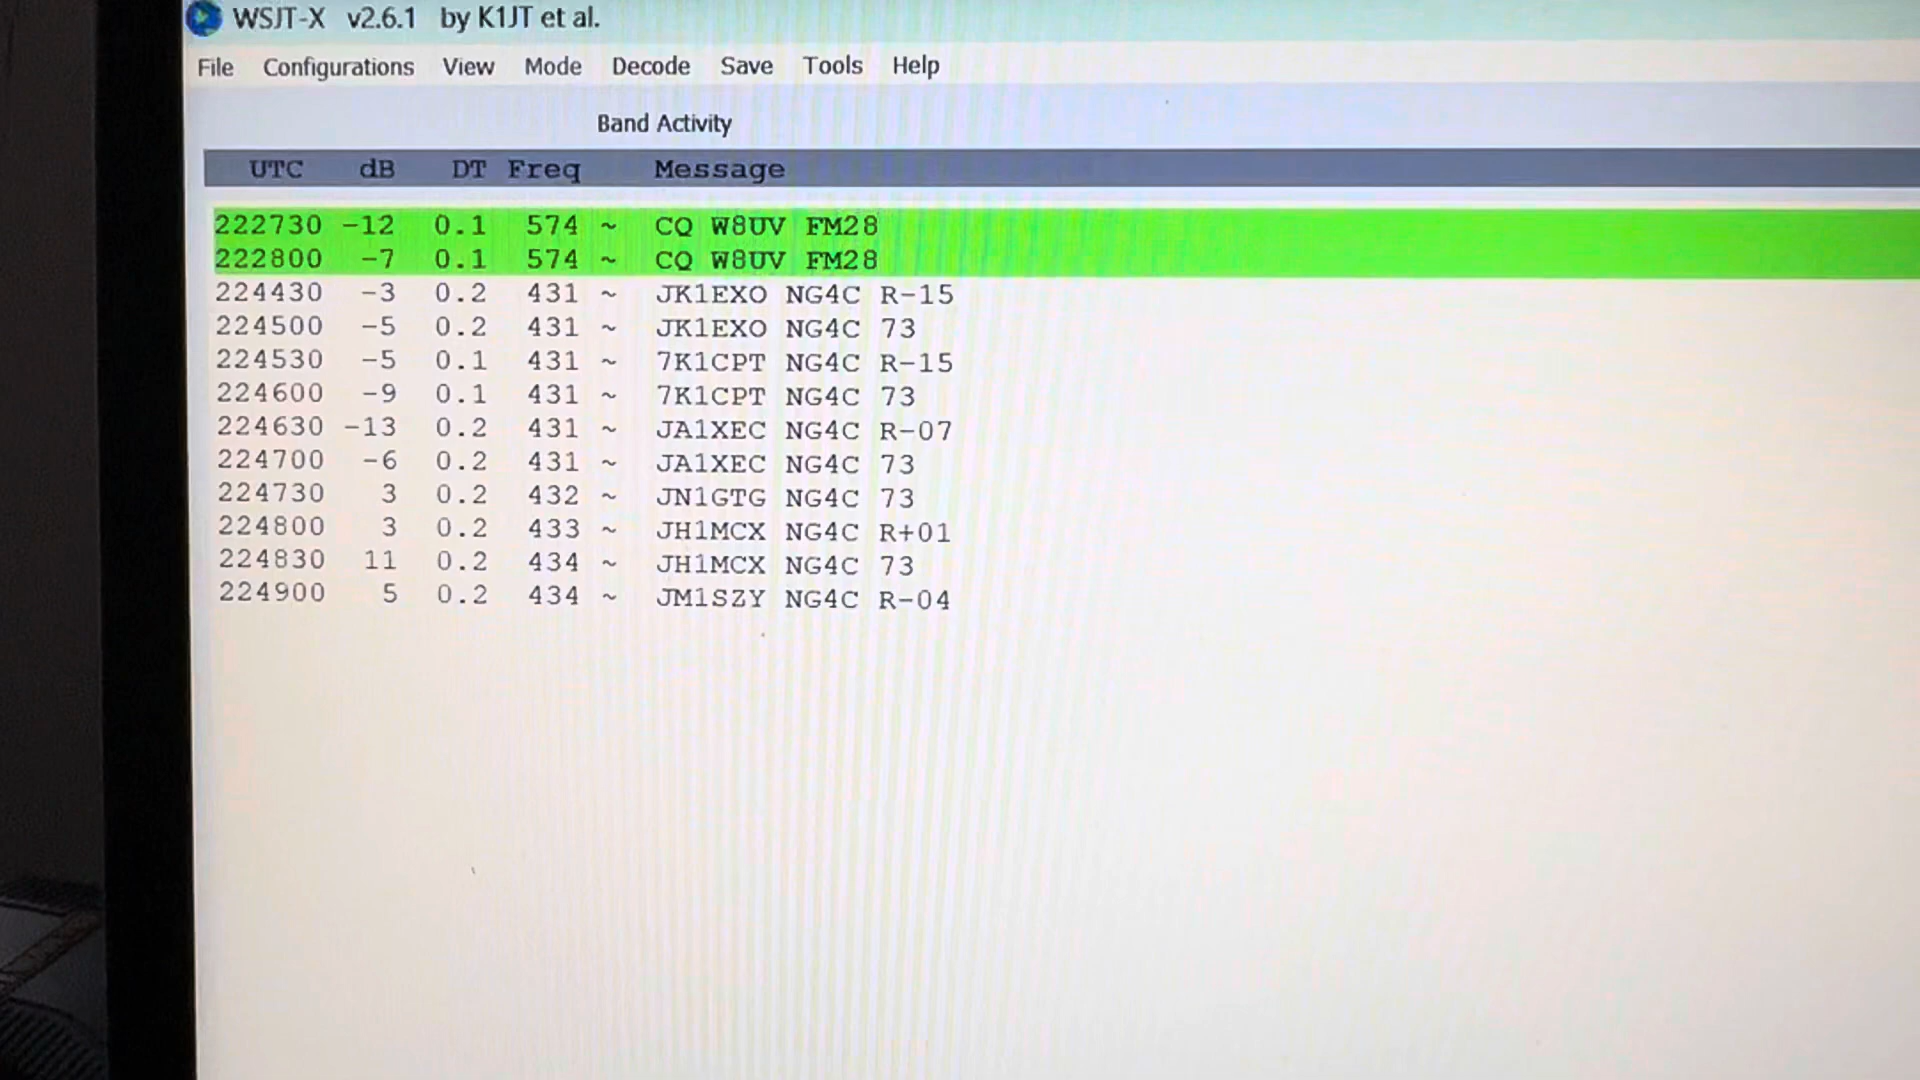 WSJT-X v2.6.1 by K1JT et al.
File Configurations View Mode Decode Save Tools Help
Band Activity
UTC dB DT Freq Message
222730 -12 0.1 574 ~ CQ W8UV FM28
222800 -7 0.1 574 ~ CQ W8UV FM28
224430 -3 0.2 431 ~ JK1EXO NG4C R-15
224500 -5 0.2 431 ~ JK1EXO NG4C 73
224530 -5 0.1 431 ~ 7K1CPT NG4C R-15
224600 -9 0.1 431 ~ 7K1CPT NG4C 73
224630 -13 0.2 431 ~ JA1XEC NG4C R-07
224700 -6 0.2 431 ~ JA1XEC NG4C 73
224730 3 0.2 432 ~ JN1GTG NG4C 73
224800 3 0.2 433 ~ JH1MCX NG4C R+01
224830 11 0.2 434 ~ JH1MCX NG4C 73
224900 5 0.2 434 ~ JM1SZY NG4C R-04